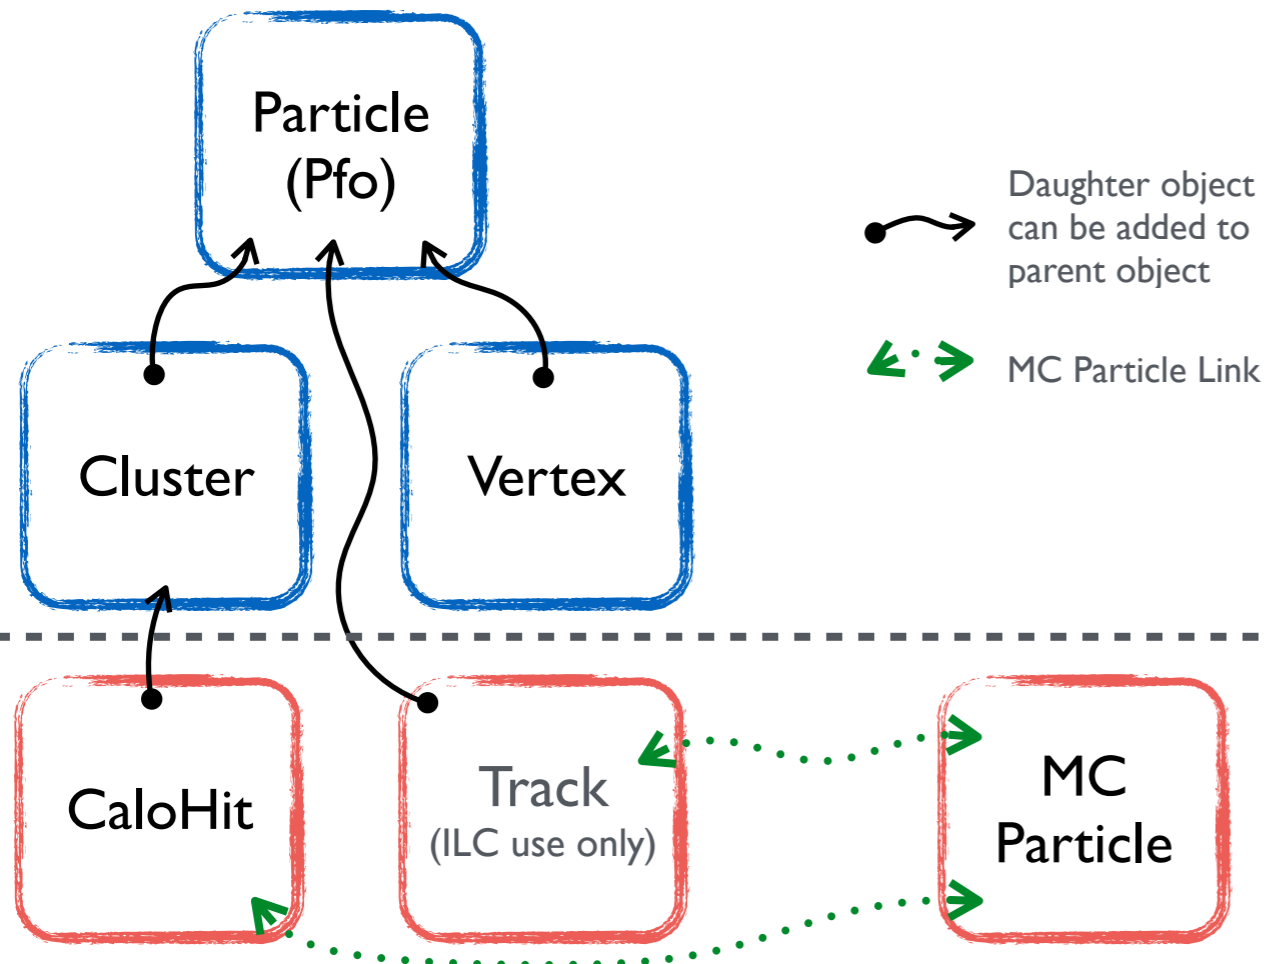 Particle
(Pfo)
Daughter object
can be added to
parent object
MC Particle Link
Cluster
Vertex
CaloHit
Track
(ILC use only)
MC
Particle